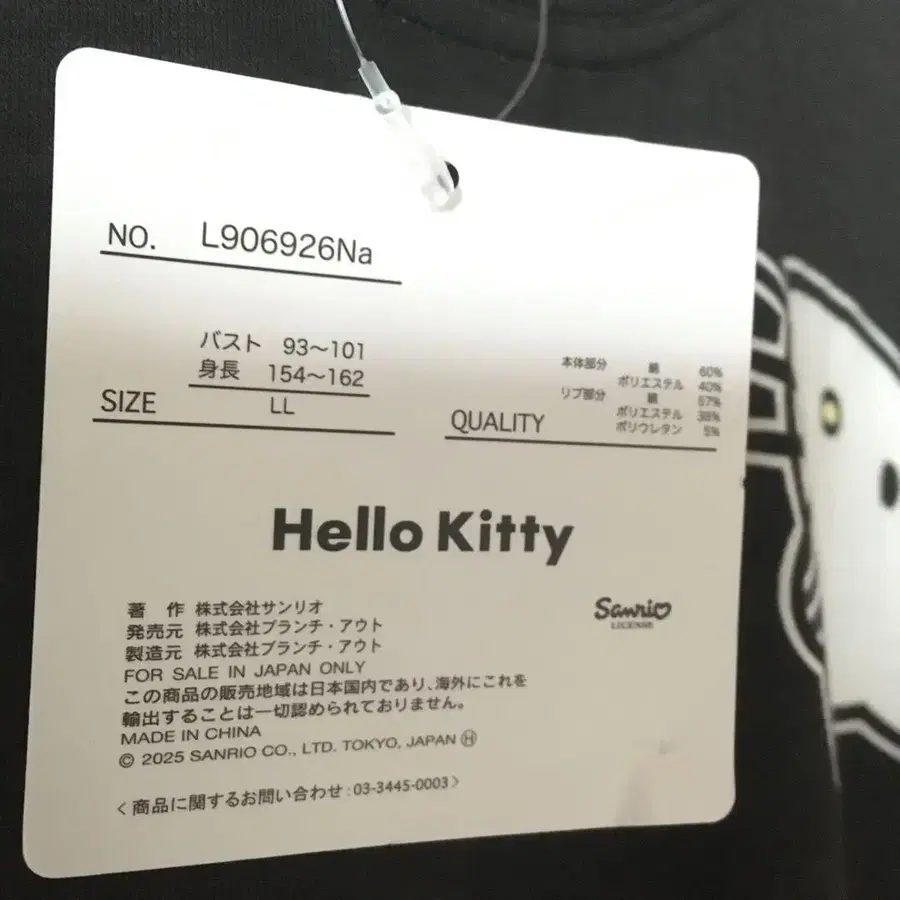 NO. L906926Na
バスト 93〜101
身長 154〜162
SIZE LL
本体部分 綿 60%
ポリエステル 40%
リブ部分 綿 57%
ポリエステル 38%
ポリウレタン 5%
QUALITY
Hello Kitty
著 作 株式会社サンリオ
発売元 株式会社ブランチ・アウト
製造元 株式会社ブランチ・アウト
Sanrio
LICENSE
FOR SALE IN JAPAN ONLY
この商品の販売地域は日本国内であり、海外にこれを
輸出することは一切認められておりません。
MADE IN CHINA
© 2025 SANRIO CO., LTD. TOKYO, JAPAN Ⓗ
〈商品に関するお問い合わせ:03-3445-0003〉